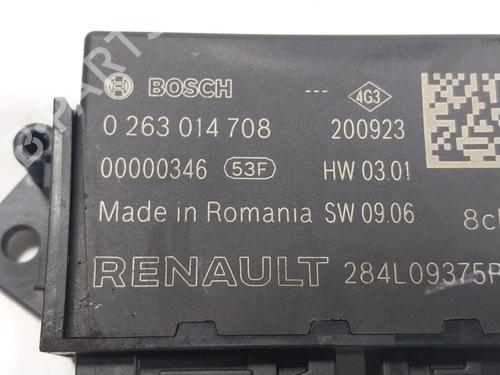 BOSCH --- 4G3
0 263 014 708 200923
00000346 53F HW 03.01
Made in Romania SW 09.06 8ch
RENAULT 284L09375R